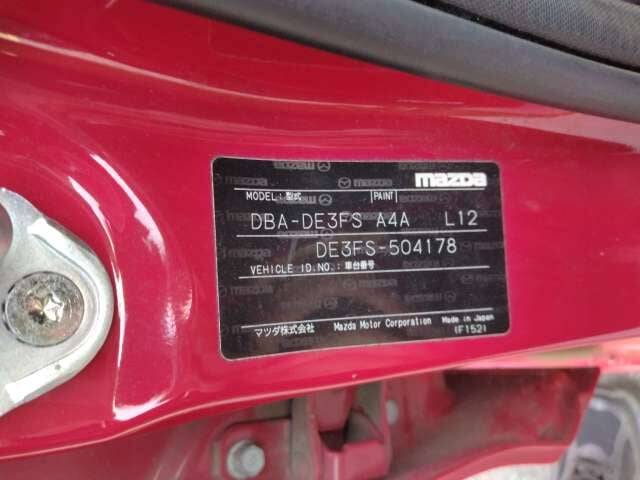 mazda
MODEL:型式
PAINT
DBA-DE3FS A4A L12
DE3FS-504178
VEHICLE ID.NO.:車台番号
マツダ株式会社 Mazda Motor Corporation Made in Japan
(F152)